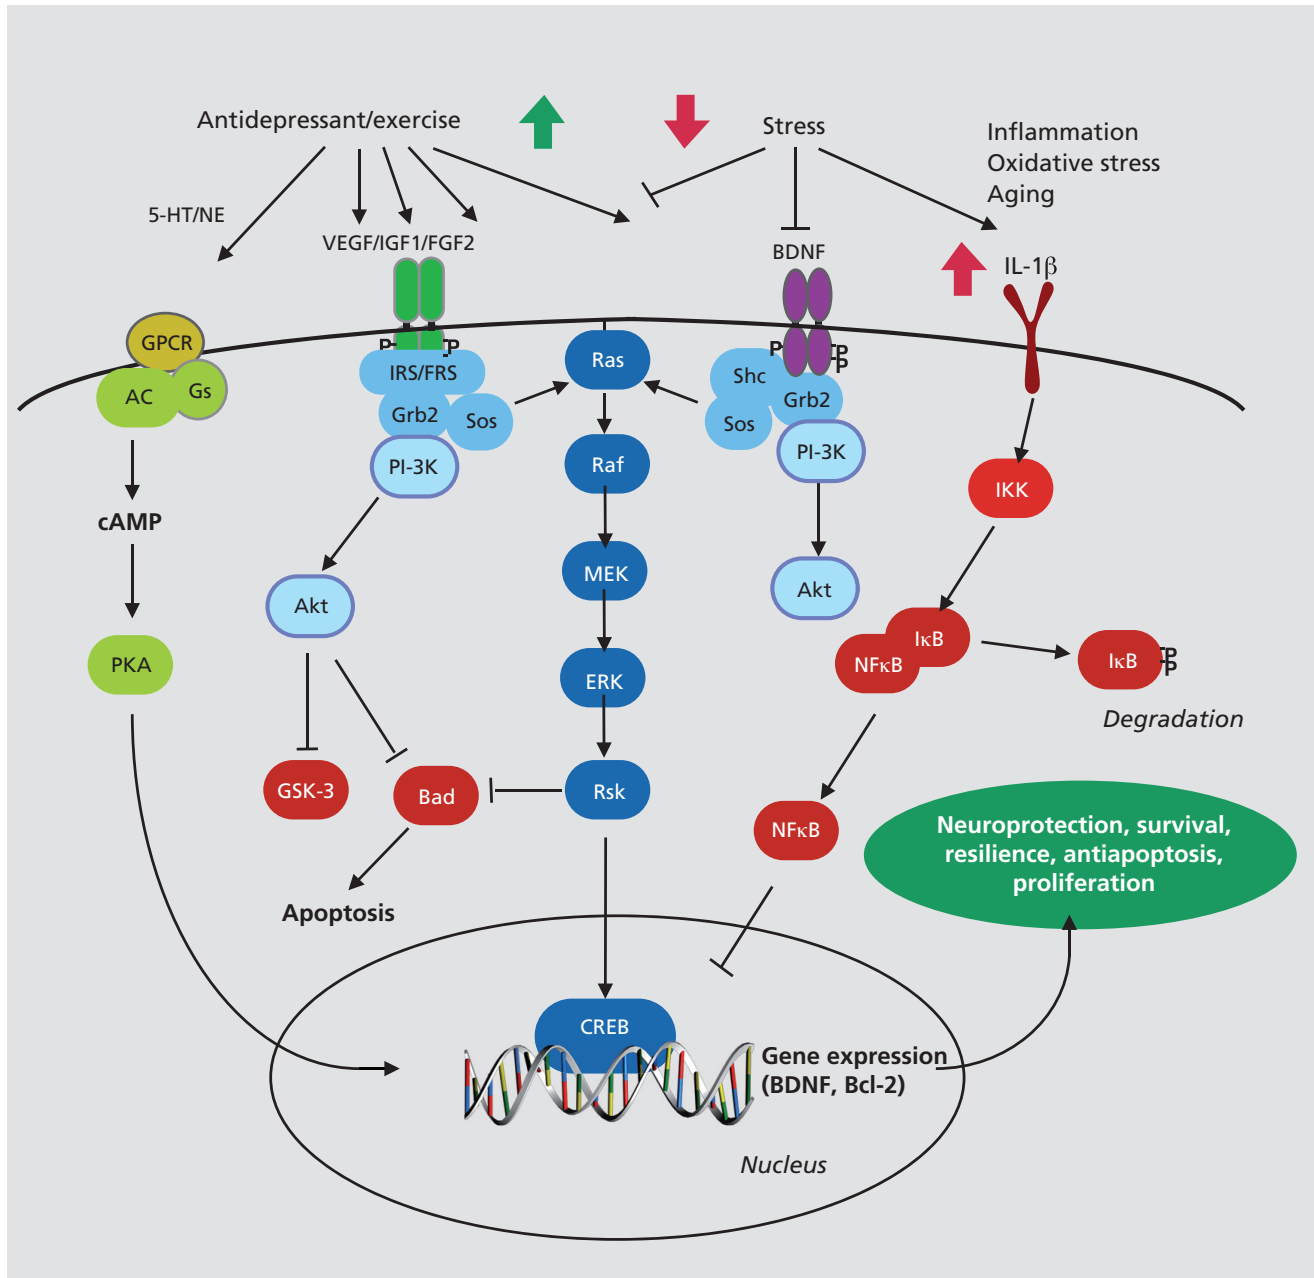 Antidepressant/exercise
Stress
Inflammation
Oxidative stress
Aging
5-HT/NE
VEGF/IGF1/FGF2
BDNF
IL-1β
GPCR
AC
Gs
P
P
IRS/FRS
Grb2
Sos
PI-3K
Ras
P
P
P
Shc
Grb2
Sos
PI-3K
Raf
IKK
cAMP
MEK
Akt
Akt
PKA
ERK
IκB
NFκB
IκB
P
P
Degradation
GSK-3
Bad
Rsk
NFκB
Neuroprotection, survival,
resilience, antiapoptosis,
proliferation
Apoptosis
CREB
Gene expression
(BDNF, Bcl-2)
Nucleus